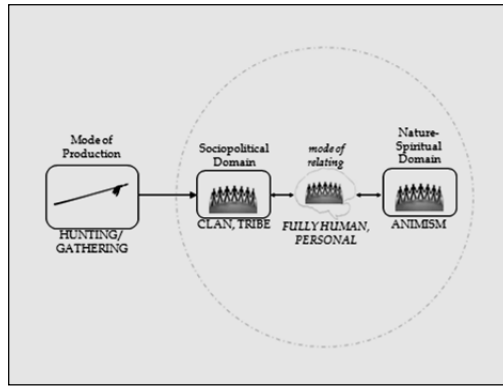 Mode of
Production
HUNTING/
GATHERING
Sociopolitical
Domain
CLAN, TRIBE
mode of
relating
FULLY HUMAN,
PERSONAL
Nature-
Spiritual
Domain
ANIMISM